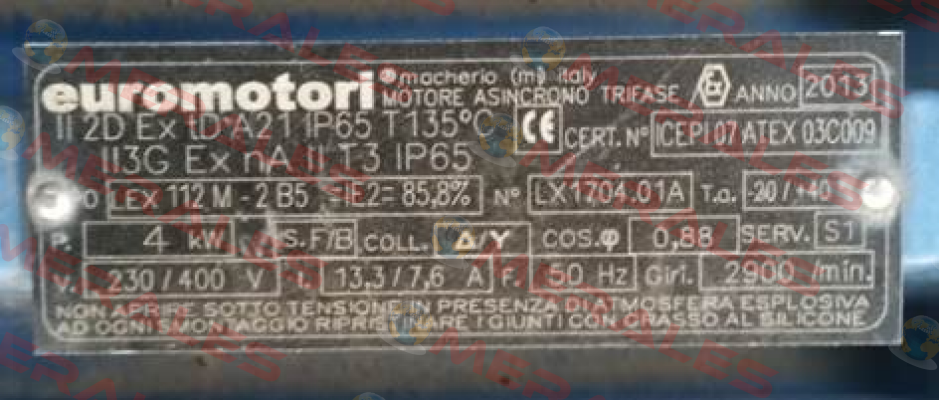 euromotori® macherio (mi) italy
MOTORE ASINCRONO TRIFASE Ex ANNO 2013
II 2D Ex tD A21 IP65 T135°C CE CERT. N° ICEPI 07 ATEX 03C009
II3G Ex nA II T3 IP65
O LEX 112 M - 2 B5 =IE2= 85,8% N° LX1704.01A T.a. -20 / +40
P. 4 kW S. F/B COLL. Δ/Y COS.φ 0,88 SERV. S1
V. 230 / 400 V I. 13,3 / 7,6 A F. 50 Hz Giri. 2900 /min.
NON APRIRE SOTTO TENSIONE IN PRESENZA DI ATMOSFERA ESPLOSIVA
AD OGNI SMONTAGGIO RIPRISTINARE I GIUNTI CON GRASSO AL SILICONE